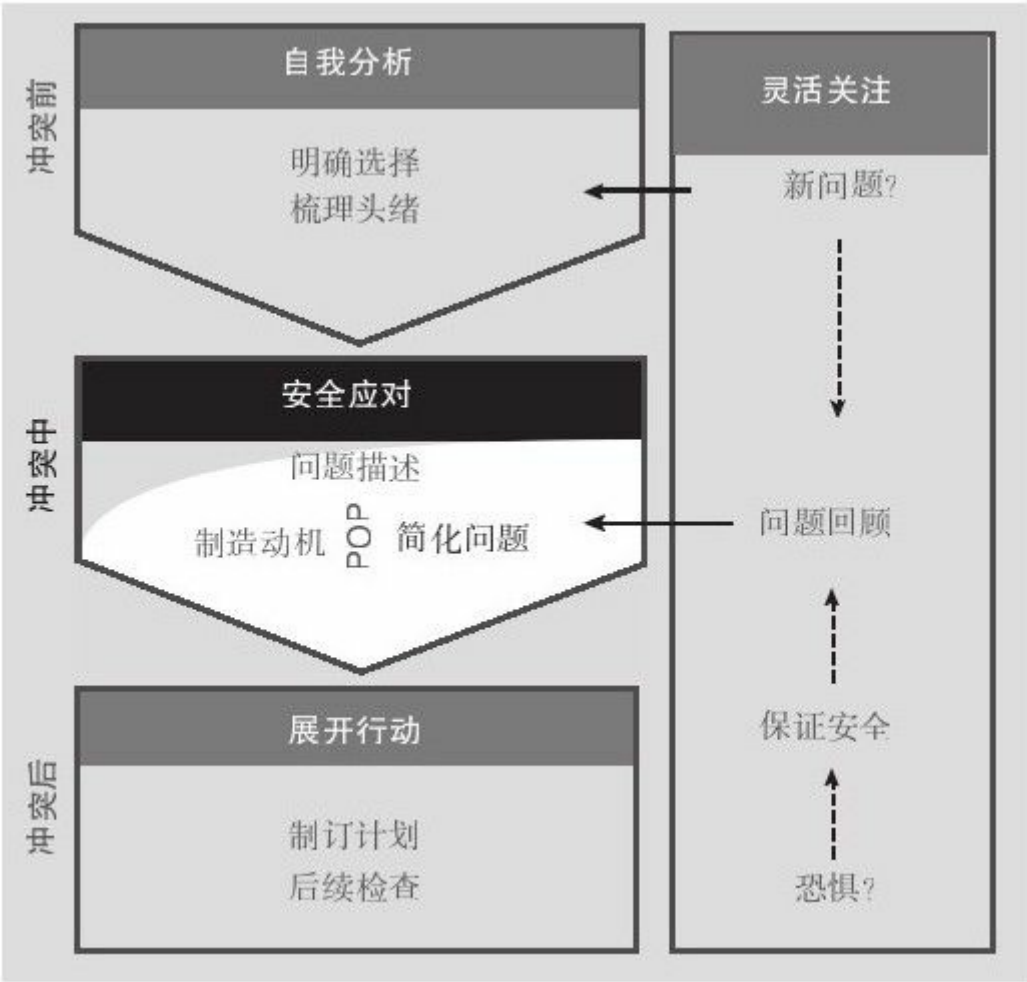 冲突前
自我分析
明确选择
梳理头绪
冲突中
安全应对
问题描述
制造动机 POP 简化问题
冲突后
展开行动
制订计划
后续检查
灵活关注
新问题?
问题回顾
保证安全
恐惧?